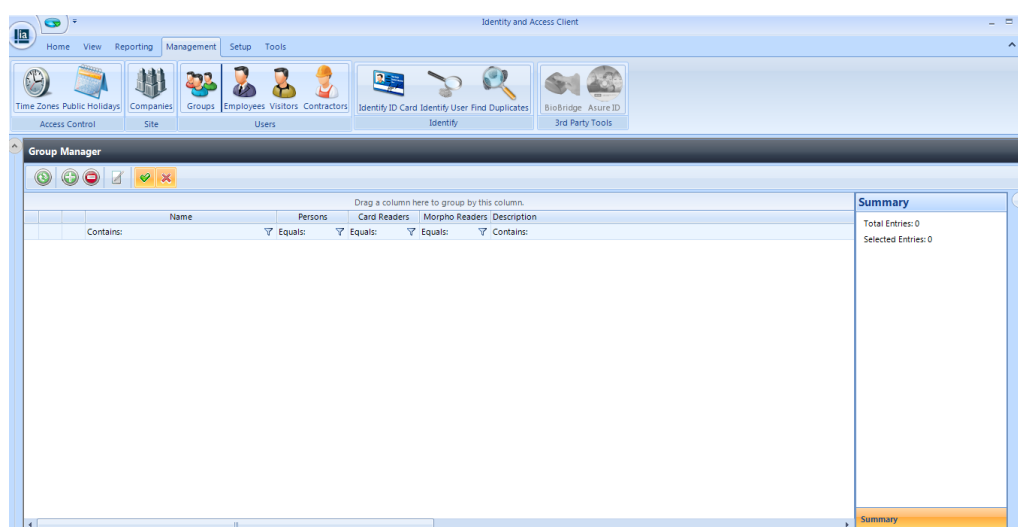 Identity and Access Client
ia
Home View Reporting Management Setup Tools
Time Zones Public Holidays Companies Groups Employees Visitors Contractors Identify ID Card Identify User Find Duplicates BioBridge Asure ID
Access Control Site Users Identify 3rd Party Tools
Group Manager
Drag a column here to group by this column.
Name Persons Card Readers Morpho Readers Description
Contains: Equals: Equals: Equals: Contains:
Summary
Total Entries: 0
Selected Entries: 0
Summary